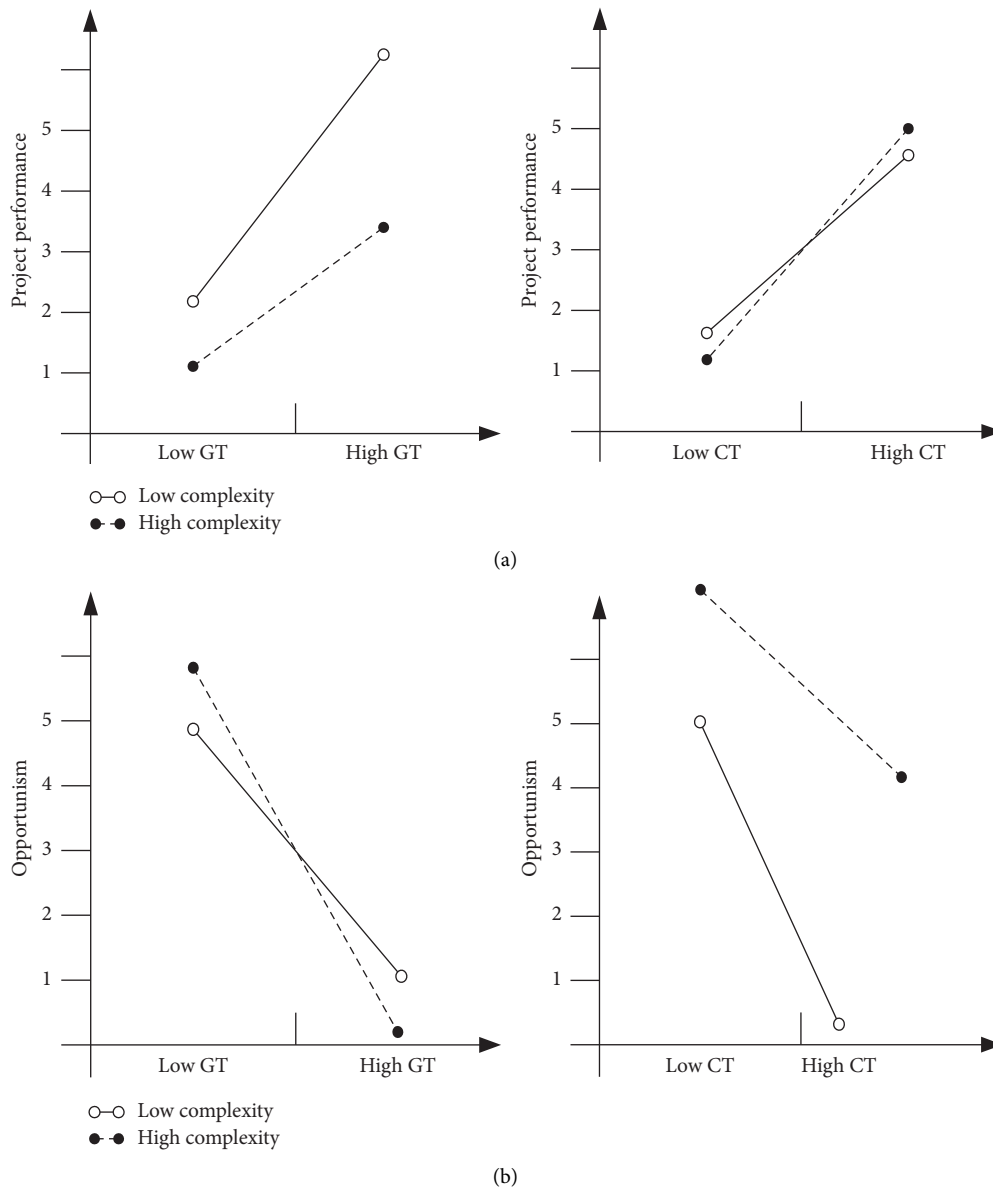 Project performance
5
4
3
2
1
Low GT
High GT
Project performance
5
4
3
2
1
Low CT
High CT
Low complexity
High complexity
(a)
Opportunism
5
4
3
2
1
Low GT
High GT
Opportunism
5
4
3
2
1
Low CT
High CT
Low complexity
High complexity
(b)